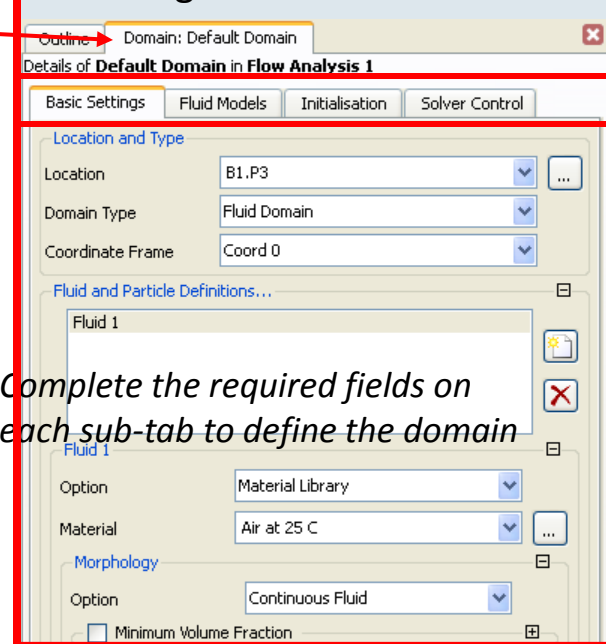 Outline Domain: Default Domain
Details of Default Domain in Flow Analysis 1
Basic Settings Fluid Models Initialisation Solver Control
Location and Type
Location B1.P3 ...
Domain Type Fluid Domain
Coordinate Frame Coord 0
Fluid and Particle Definitions...
Fluid 1
Complete the required fields on
each sub-tab to define the domain
Fluid 1
Option Material Library
Material Air at 25 C ...
Morphology
Option Continuous Fluid
Minimum Volume Fraction